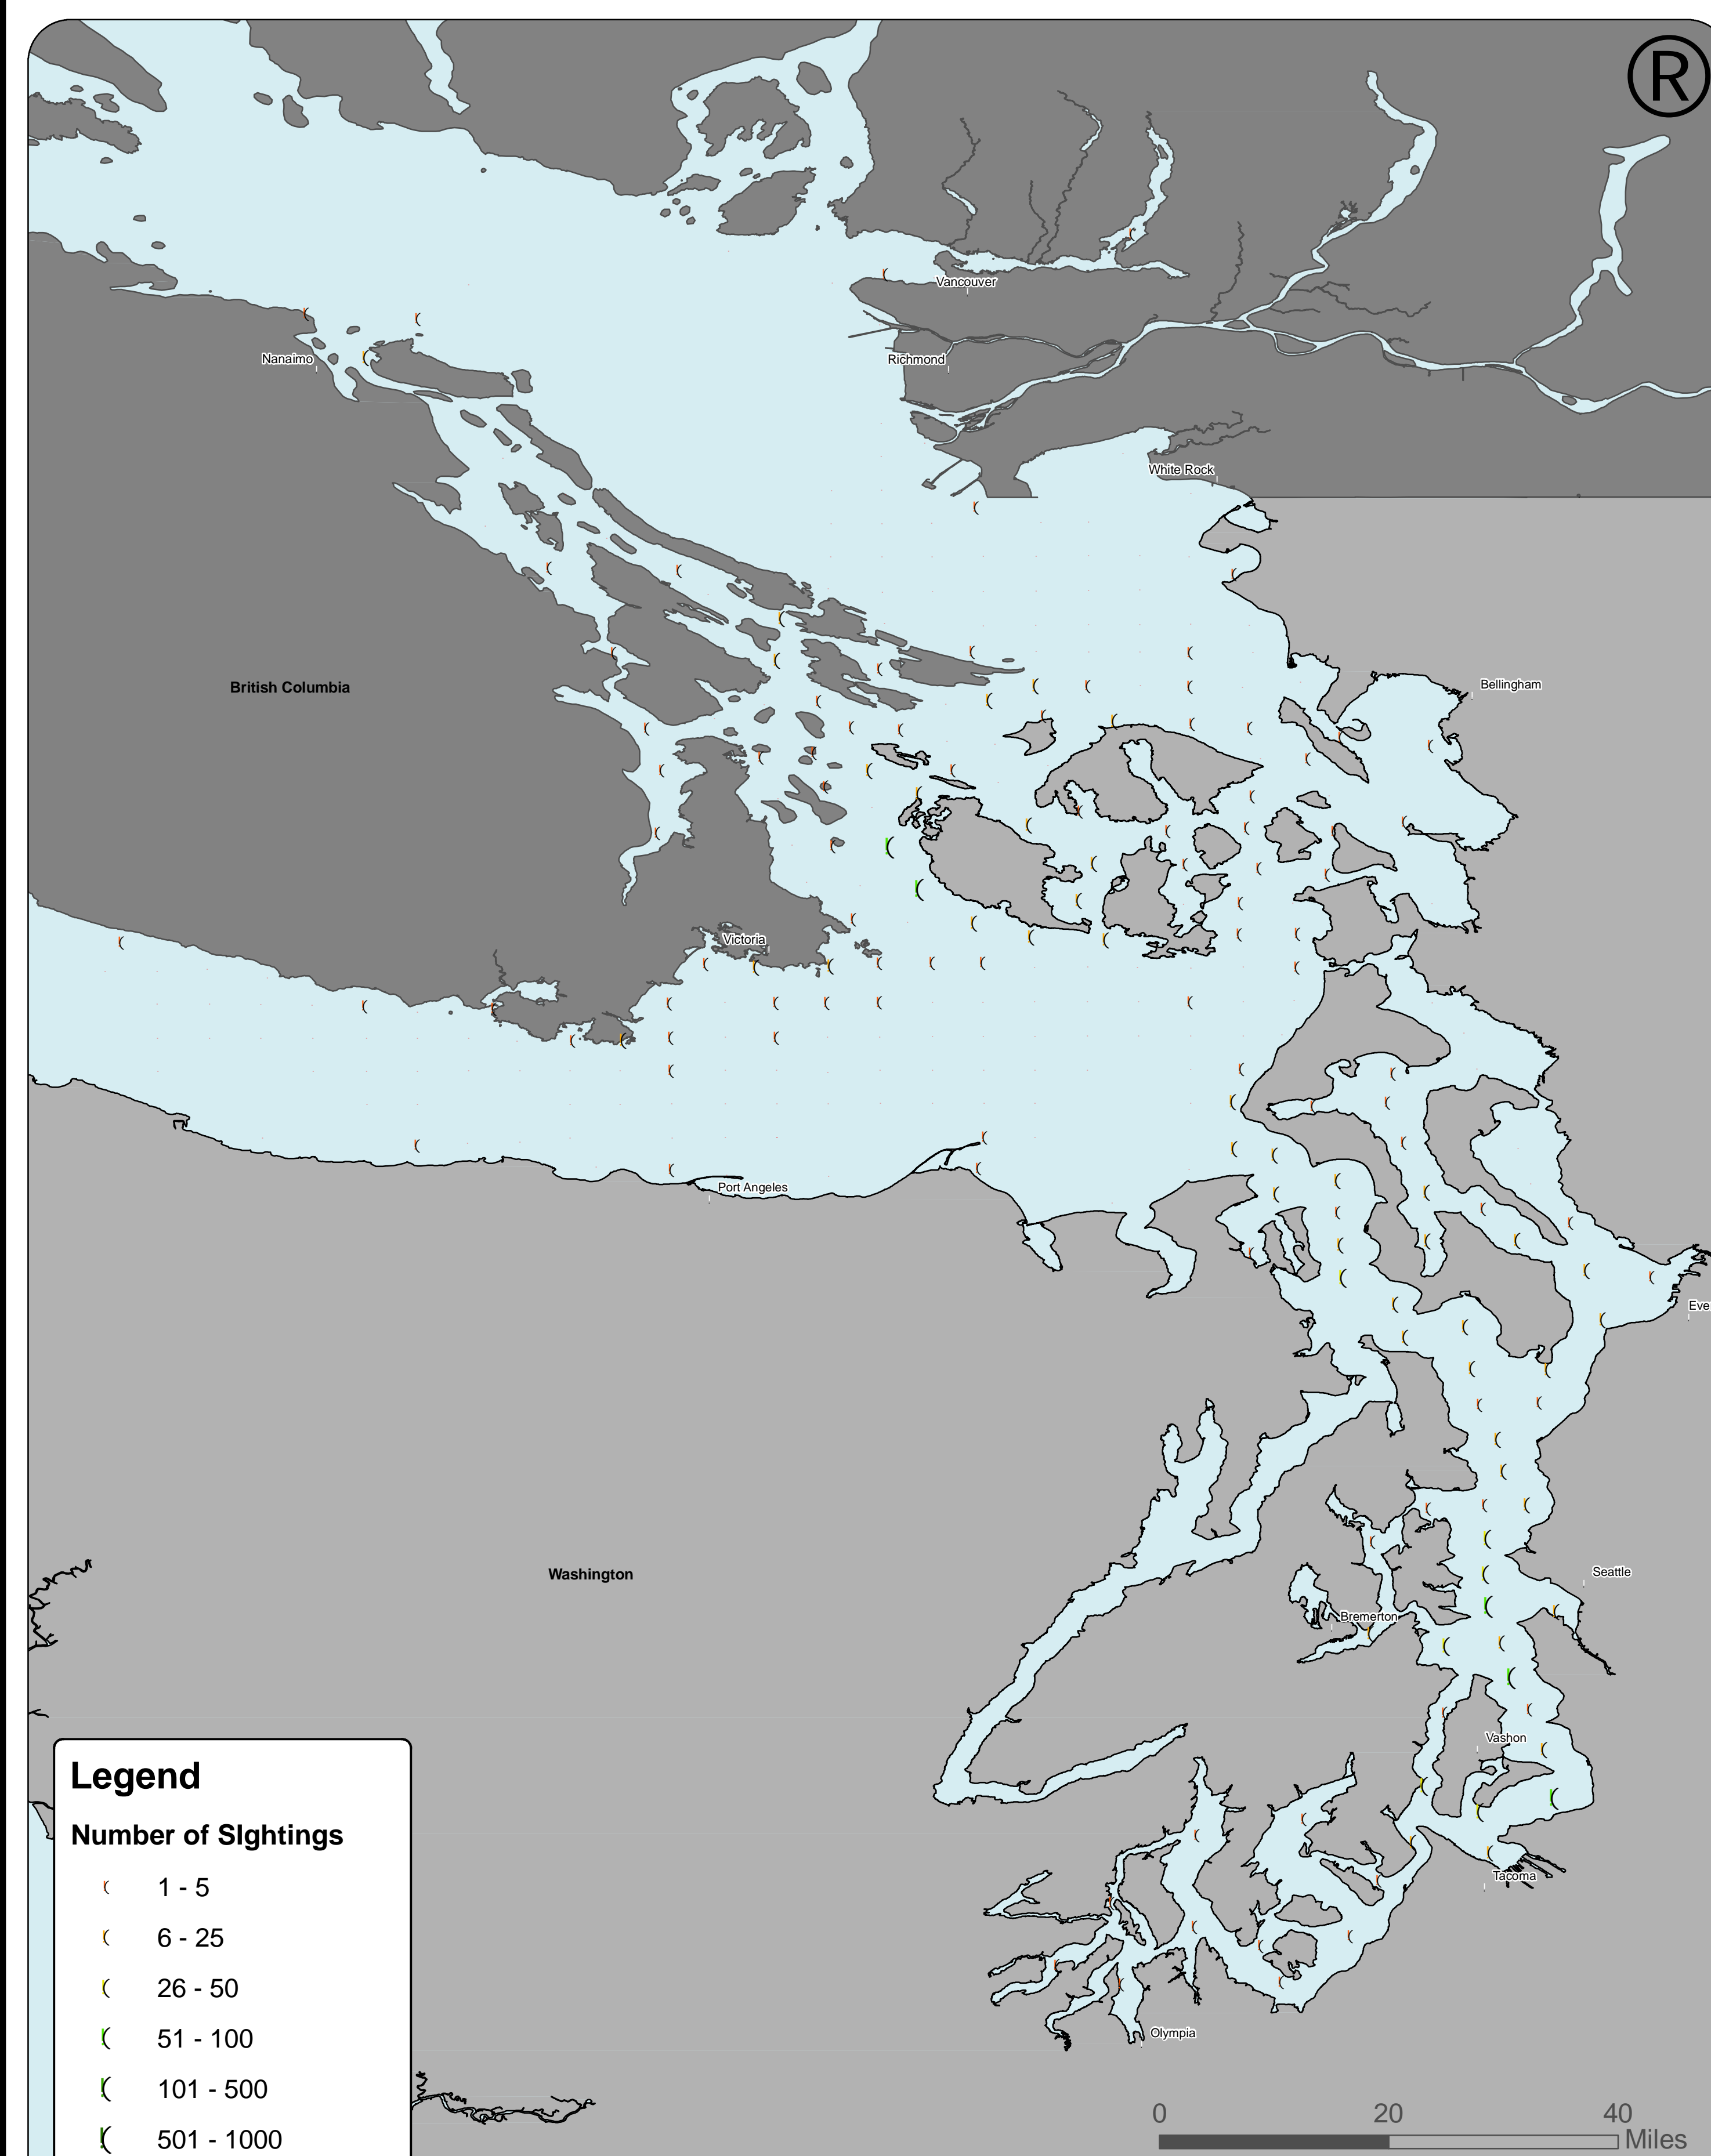 ®
Vancouver
Nanaimo
Richmond
White Rock
British Columbia
Bellingham
Victoria
Port Angeles
Eve
Washington
Seattle
Bremerton
Vashon
Tacoma
Olympia
Legend
Number of SIghtings
1 - 5
6 - 25
26 - 50
51 - 100
101 - 500
501 - 1000
0 20 40
Miles